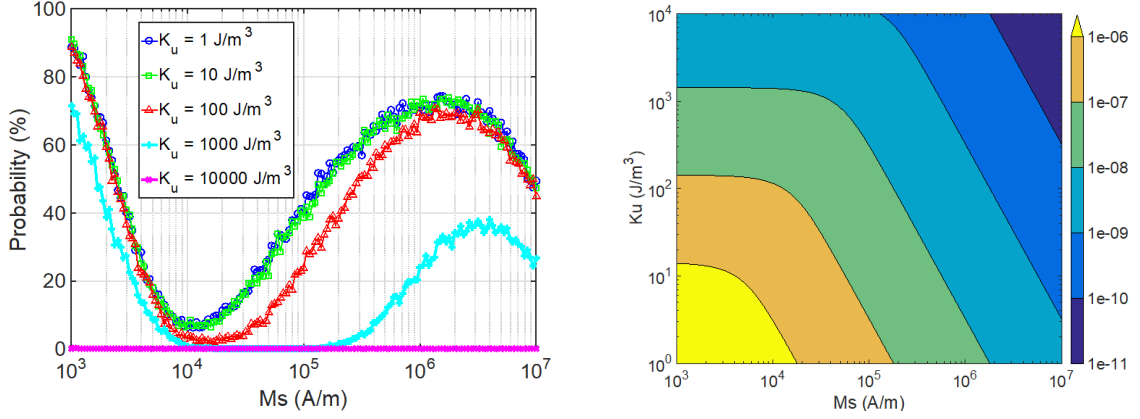 100
80
60
40
20
0
Probability (%)
K_u = 1 J/m^3
K_u = 10 J/m^3
K_u = 100 J/m^3
K_u = 1000 J/m^3
K_u = 10000 J/m^3
10^3 10^4 10^5 10^6 10^7
Ms (A/m)
10^4
10^3
10^2
10^1
10^0
Ku (J/m^3)
10^3 10^4 10^5 10^6 10^7
Ms (A/m)
1e-06
1e-07
1e-08
1e-09
1e-10
1e-11